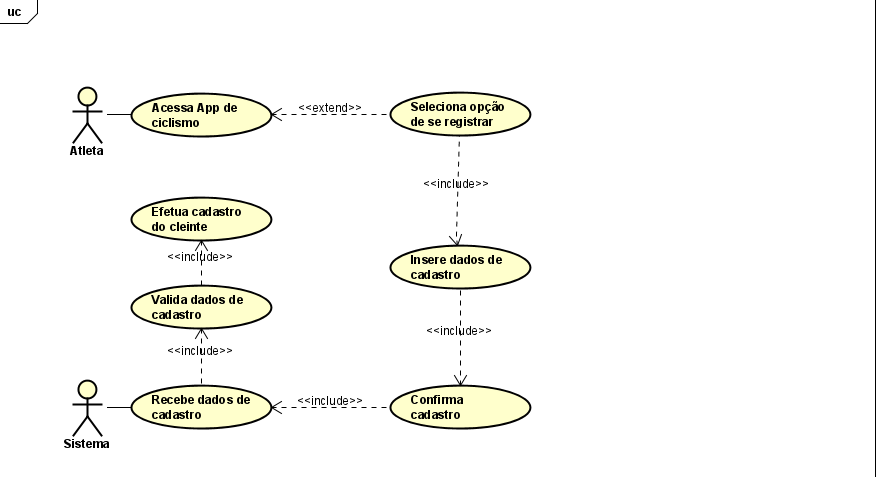 uc
Acessa App de
ciclismo
<<extend>>
Seleciona opção
de se registrar
Atleta
<<include>>
Efetua cadastro
do cleinte
<<include>>
Insere dados de
cadastro
Valida dados de
cadastro
<<include>>
<<include>>
Recebe dados de
cadastro
<<include>>
Confirma
cadastro
Sistema